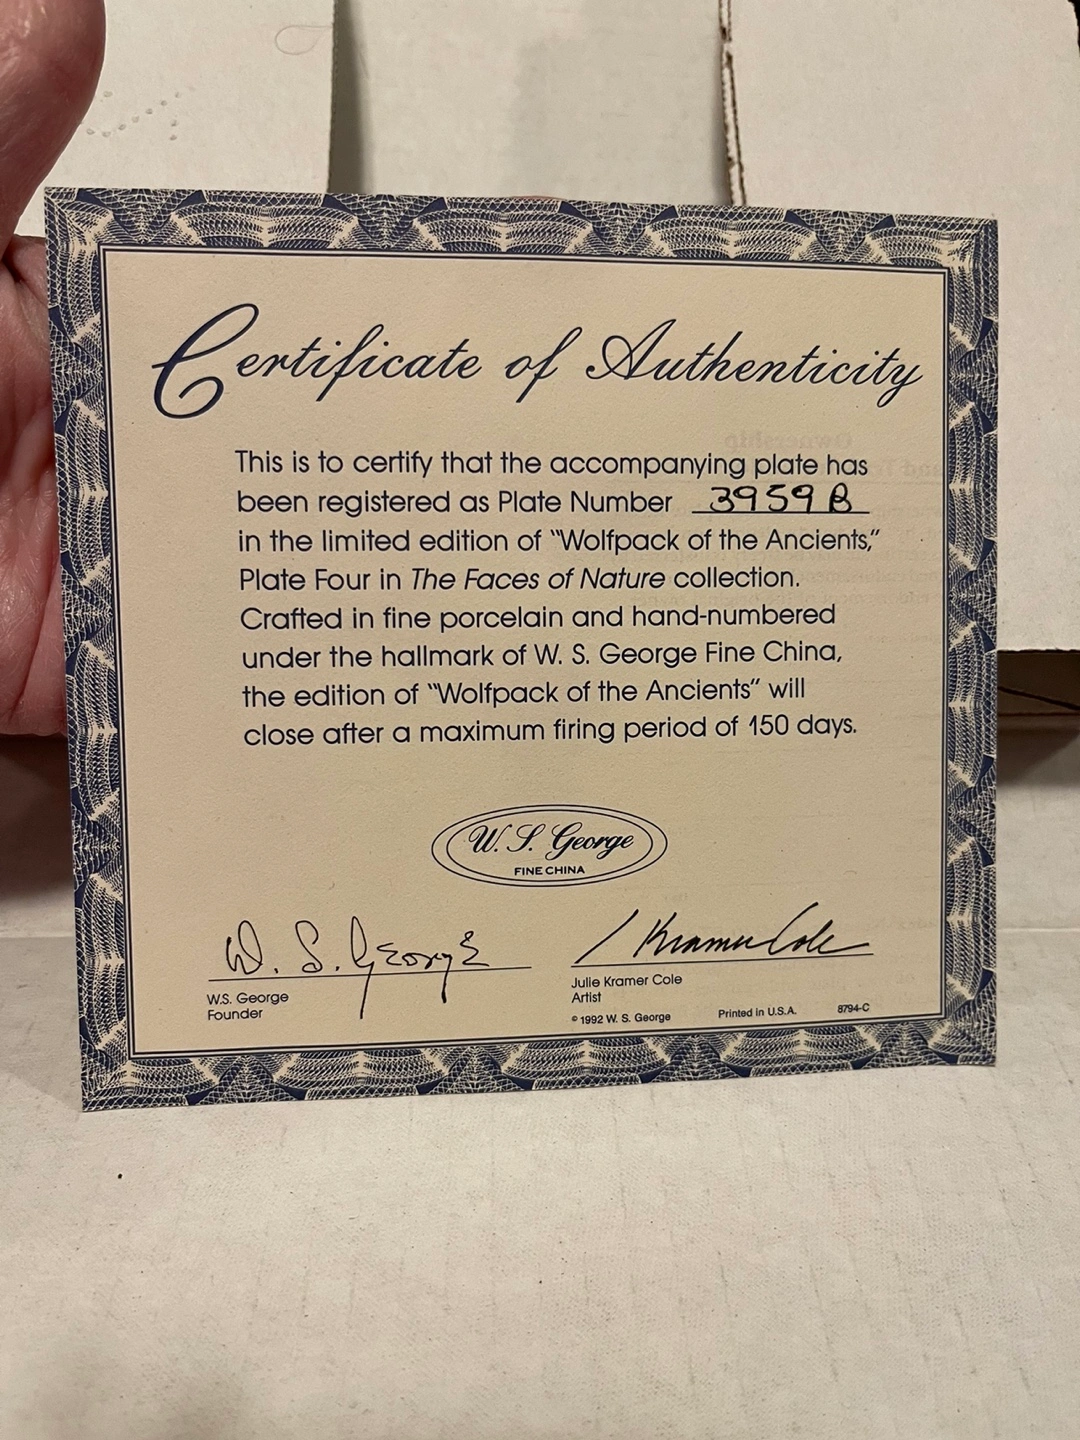 Certificate of Authenticity
This is to certify that the accompanying plate has
been registered as Plate Number 3959 B
in the limited edition of "Wolfpack of the Ancients,"
Plate Four in The Faces of Nature collection.
Crafted in fine porcelain and hand-numbered
under the hallmark of W. S. George Fine China,
the edition of "Wolfpack of the Ancients" will
close after a maximum firing period of 150 days.
W. S. George
FINE CHINA
W. S. George
Kramer Cole
W.S. George
Founder
Julie Kramer Cole
Artist
© 1992 W. S. George
Printed in U.S.A.
8794-C